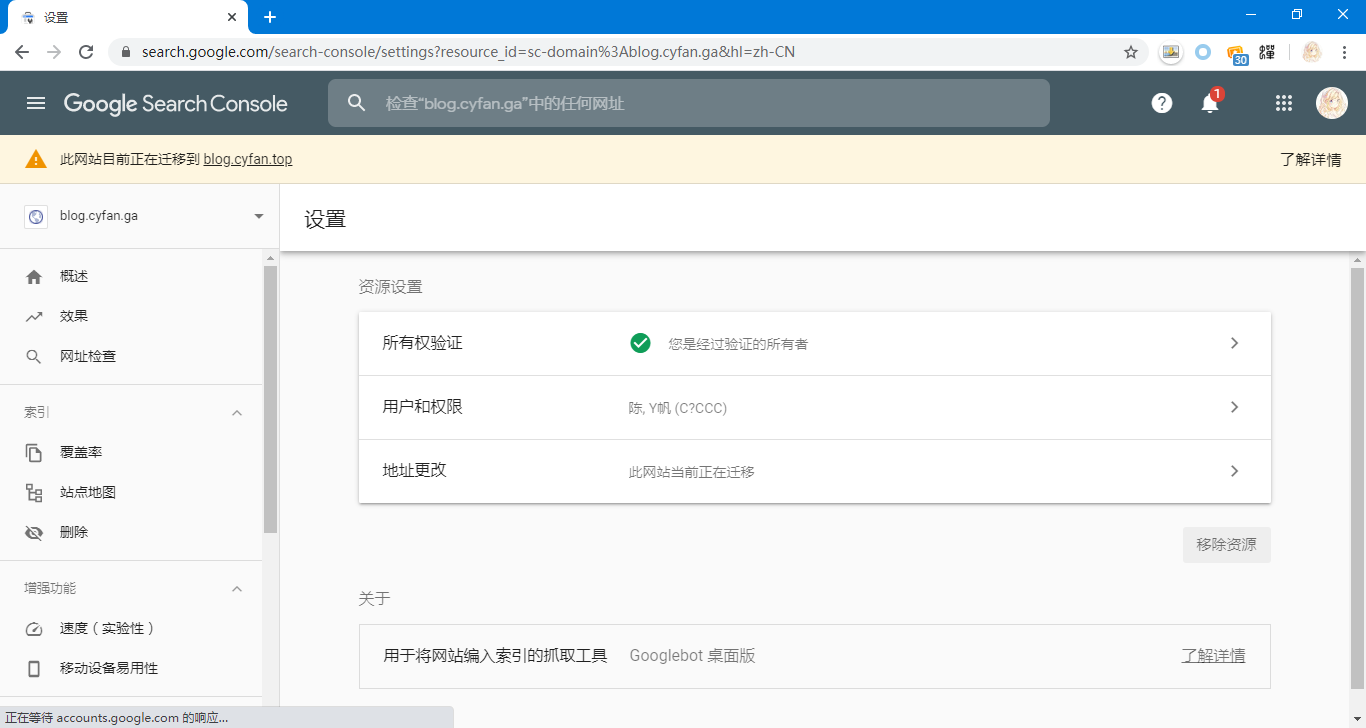 设置
search.google.com/search-console/settings?resource_id=sc-domain%3Ablog.cyfan.ga&hl=zh-CN
30
Google Search Console
检查“blog.cyfan.ga”中的任何网址
1
此网站目前正在迁移到 blog.cyfan.top
了解详情
blog.cyfan.ga
设置
概述
效果
网址检查
索引
覆盖率
站点地图
删除
增强功能
速度（实验性）
移动设备易用性
资源设置
所有权验证
您是经过验证的所有者
用户和权限
陈, Y帆 (C?CCC)
地址更改
此网站当前正在迁移
移除资源
关于
用于将网站编入索引的抓取工具
Googlebot 桌面版
了解详情
正在等待 accounts.google.com 的响应...